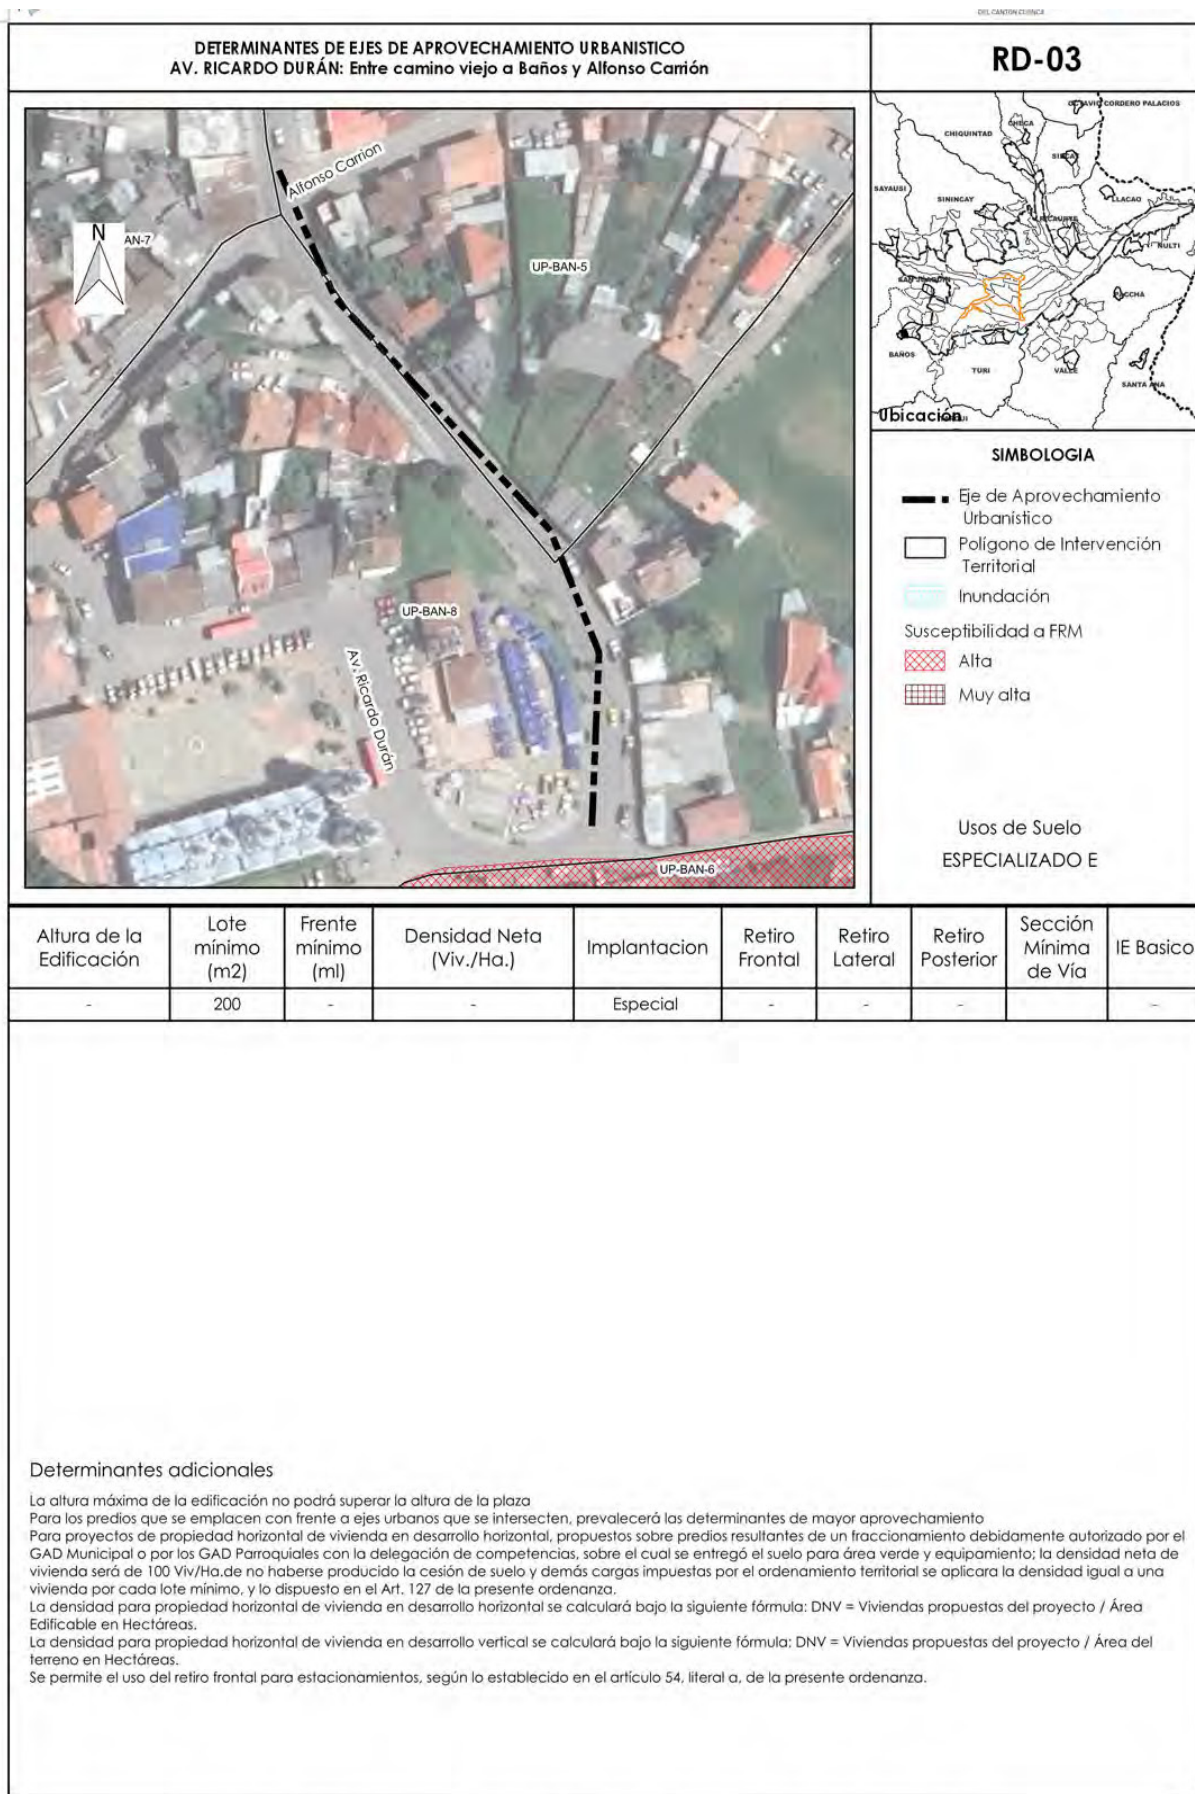 DEL CANTON CUENCA
DETERMINANTES DE EJES DE APROVECHAMIENTO URBANISTICO
AV. RICARDO DURÁN: Entre camino viejo a Baños y Alfonso Carrión
RD-03
Alfonso Carrion
N
AN-7
UP-BAN-5
UP-BAN-8
Av. Ricardo Durán
UP-BAN-6
OCTAVIO CORDERO PALACIOS
CHECA
CHIQUINTAD
SIDCAY
SAYAUSI
SININCAY
LLACAO
RICAURTE
NULTI
SAN JOAQUIN
PACCHA
BAÑOS
TURI
VALLE
SANTA ANA
Ubicación
SIMBOLOGIA
Eje de Aprovechamiento
Urbanístico
Polígono de Intervención
Territorial
Inundación
Susceptibilidad a FRM
Alta
Muy alta
Usos de Suelo
ESPECIALIZADO E
Altura de la Edificación
Lote mínimo (m2)
Frente mínimo (ml)
Densidad Neta (Viv./Ha.)
Implantacion
Retiro Frontal
Retiro Lateral
Retiro Posterior
Sección Mínima de Vía
IE Basico
- 200 - - Especial - - - -
Determinantes adicionales
La altura máxima de la edificación no podrá superar la altura de la plaza
Para los predios que se emplacen con frente a ejes urbanos que se intersecten, prevalecerá las determinantes de mayor aprovechamiento
Para proyectos de propiedad horizontal de vivienda en desarrollo horizontal, propuestos sobre predios resultantes de un fraccionamiento debidamente autorizado por el
GAD Municipal o por los GAD Parroquiales con la delegación de competencias, sobre el cual se entregó el suelo para área verde y equipamiento; la densidad neta de
vivienda será de 100 Viv/Ha.de no haberse producido la cesión de suelo y demás cargas impuestas por el ordenamiento territorial se aplicara la densidad igual a una
vivienda por cada lote mínimo, y lo dispuesto en el Art. 127 de la presente ordenanza.
La densidad para propiedad horizontal de vivienda en desarrollo horizontal se calculará bajo la siguiente fórmula: DNV = Viviendas propuestas del proyecto / Área
Edificable en Hectáreas.
La densidad para propiedad horizontal de vivienda en desarrollo vertical se calculará bajo la siguiente fórmula: DNV = Viviendas propuestas del proyecto / Área del
terreno en Hectáreas.
Se permite el uso del retiro frontal para estacionamientos, según lo establecido en el artículo 54, literal a, de la presente ordenanza.